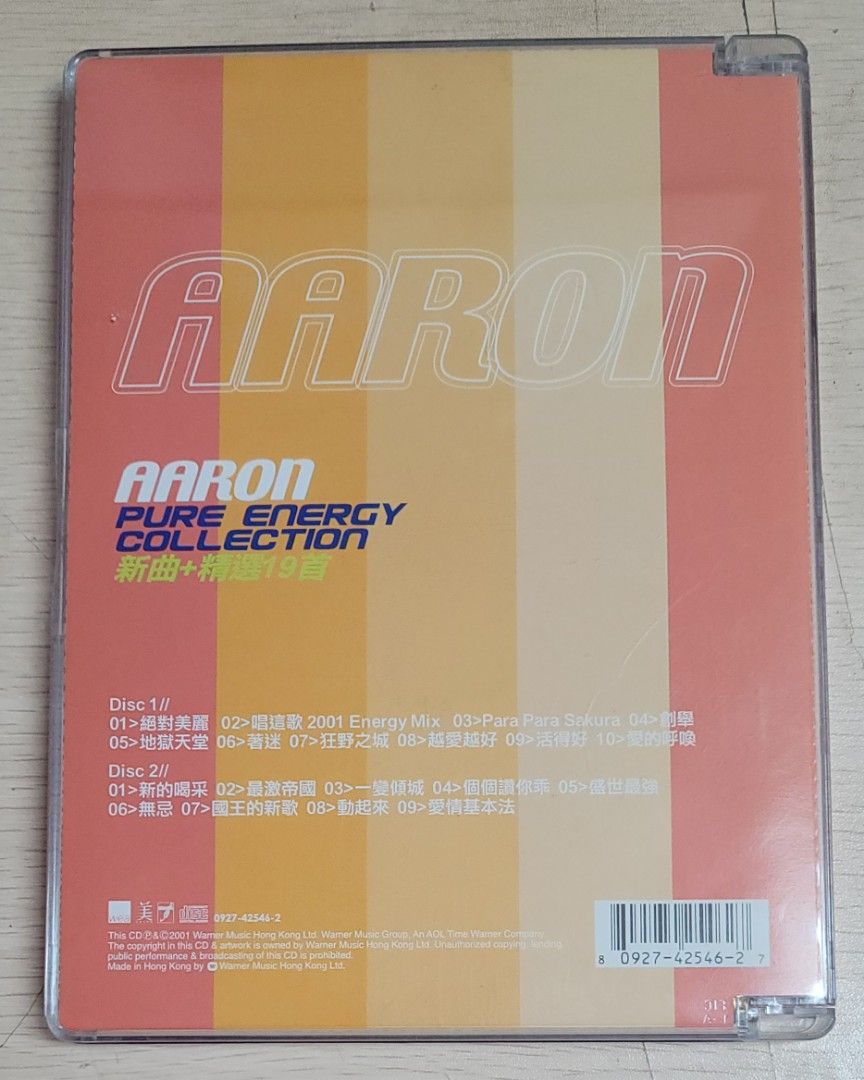 AARON
AARON
PURE ENERGY
COLLECTION
新曲+精選19首
Disc 1//
01>絕對美麗 02>唱這歌 2001 Energy Mix 03>Para Para Sakura 04>創舉
05>地獄天堂 06>著迷 07>狂野之城 08>越愛越好 09>活得好 10>愛的呼喚
Disc 2//
01>新的喝采 02>最激帝國 03>一變傾城 04>個個讚你乖 05>盛世最強
06>無忌 07>國王的新歌 08>動起來 09>愛情基本法
wea 美 0927-42546-2
This CD Ⓟ&©2001 Warner Music Hong Kong Ltd. Warner Music Group, An AOL Time Warner Company.
The copyright in this CD & artwork is owned by Warner Music Hong Kong Ltd. Unauthorized copying, lending,
public performance & broadcasting of this CD is prohibited.
Made in Hong Kong by Warner Music Hong Kong Ltd.
8 0927-42546-2 7